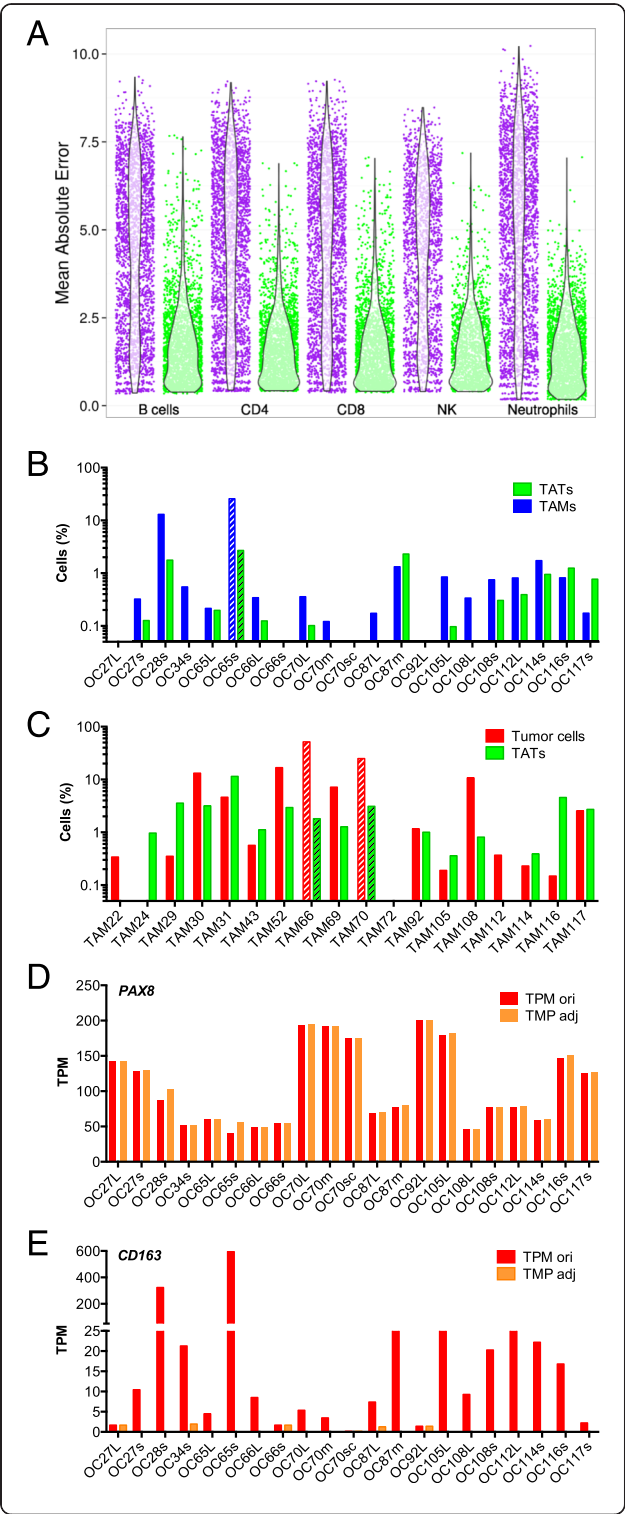 A
Mean Absolute Error
10.0
7.5
5.0
2.5
0.0
B cells CD4 CD8 NK Neutrophils
B
Cells (%)
100
10
1
0.1
TATs
TAMs
OC27L OC27s OC28s OC34s OC65L OC65s OC66L OC66s OC70L OC70m OC70sc OC87L OC87m OC92L OC105L OC108L OC108s OC112L OC114s OC116s OC117s
C
Cells (%)
100
10
1
0.1
Tumor cells
TATs
TAM22 TAM24 TAM29 TAM30 TAM31 TAM43 TAM52 TAM66 TAM69 TAM70 TAM72 TAM92 TAM105 TAM108 TAM112 TAM114 TAM116 TAM117
D
PAX8
TPM
250
200
150
100
50
0
TPM ori
TMP adj
OC27L OC27s OC28s OC34s OC65L OC65s OC66L OC66s OC70L OC70m OC70sc OC87L OC87m OC92L OC105L OC108L OC108s OC112L OC114s OC116s OC117s
E
CD163
TPM
600
400
200
25
20
15
10
5
0
TPM ori
TMP adj
OC27L OC27s OC28s OC34s OC65L OC65s OC66L OC66s OC70L OC70m OC70sc OC87L OC87m OC92L OC105L OC108L OC108s OC112L OC114s OC116s OC117s